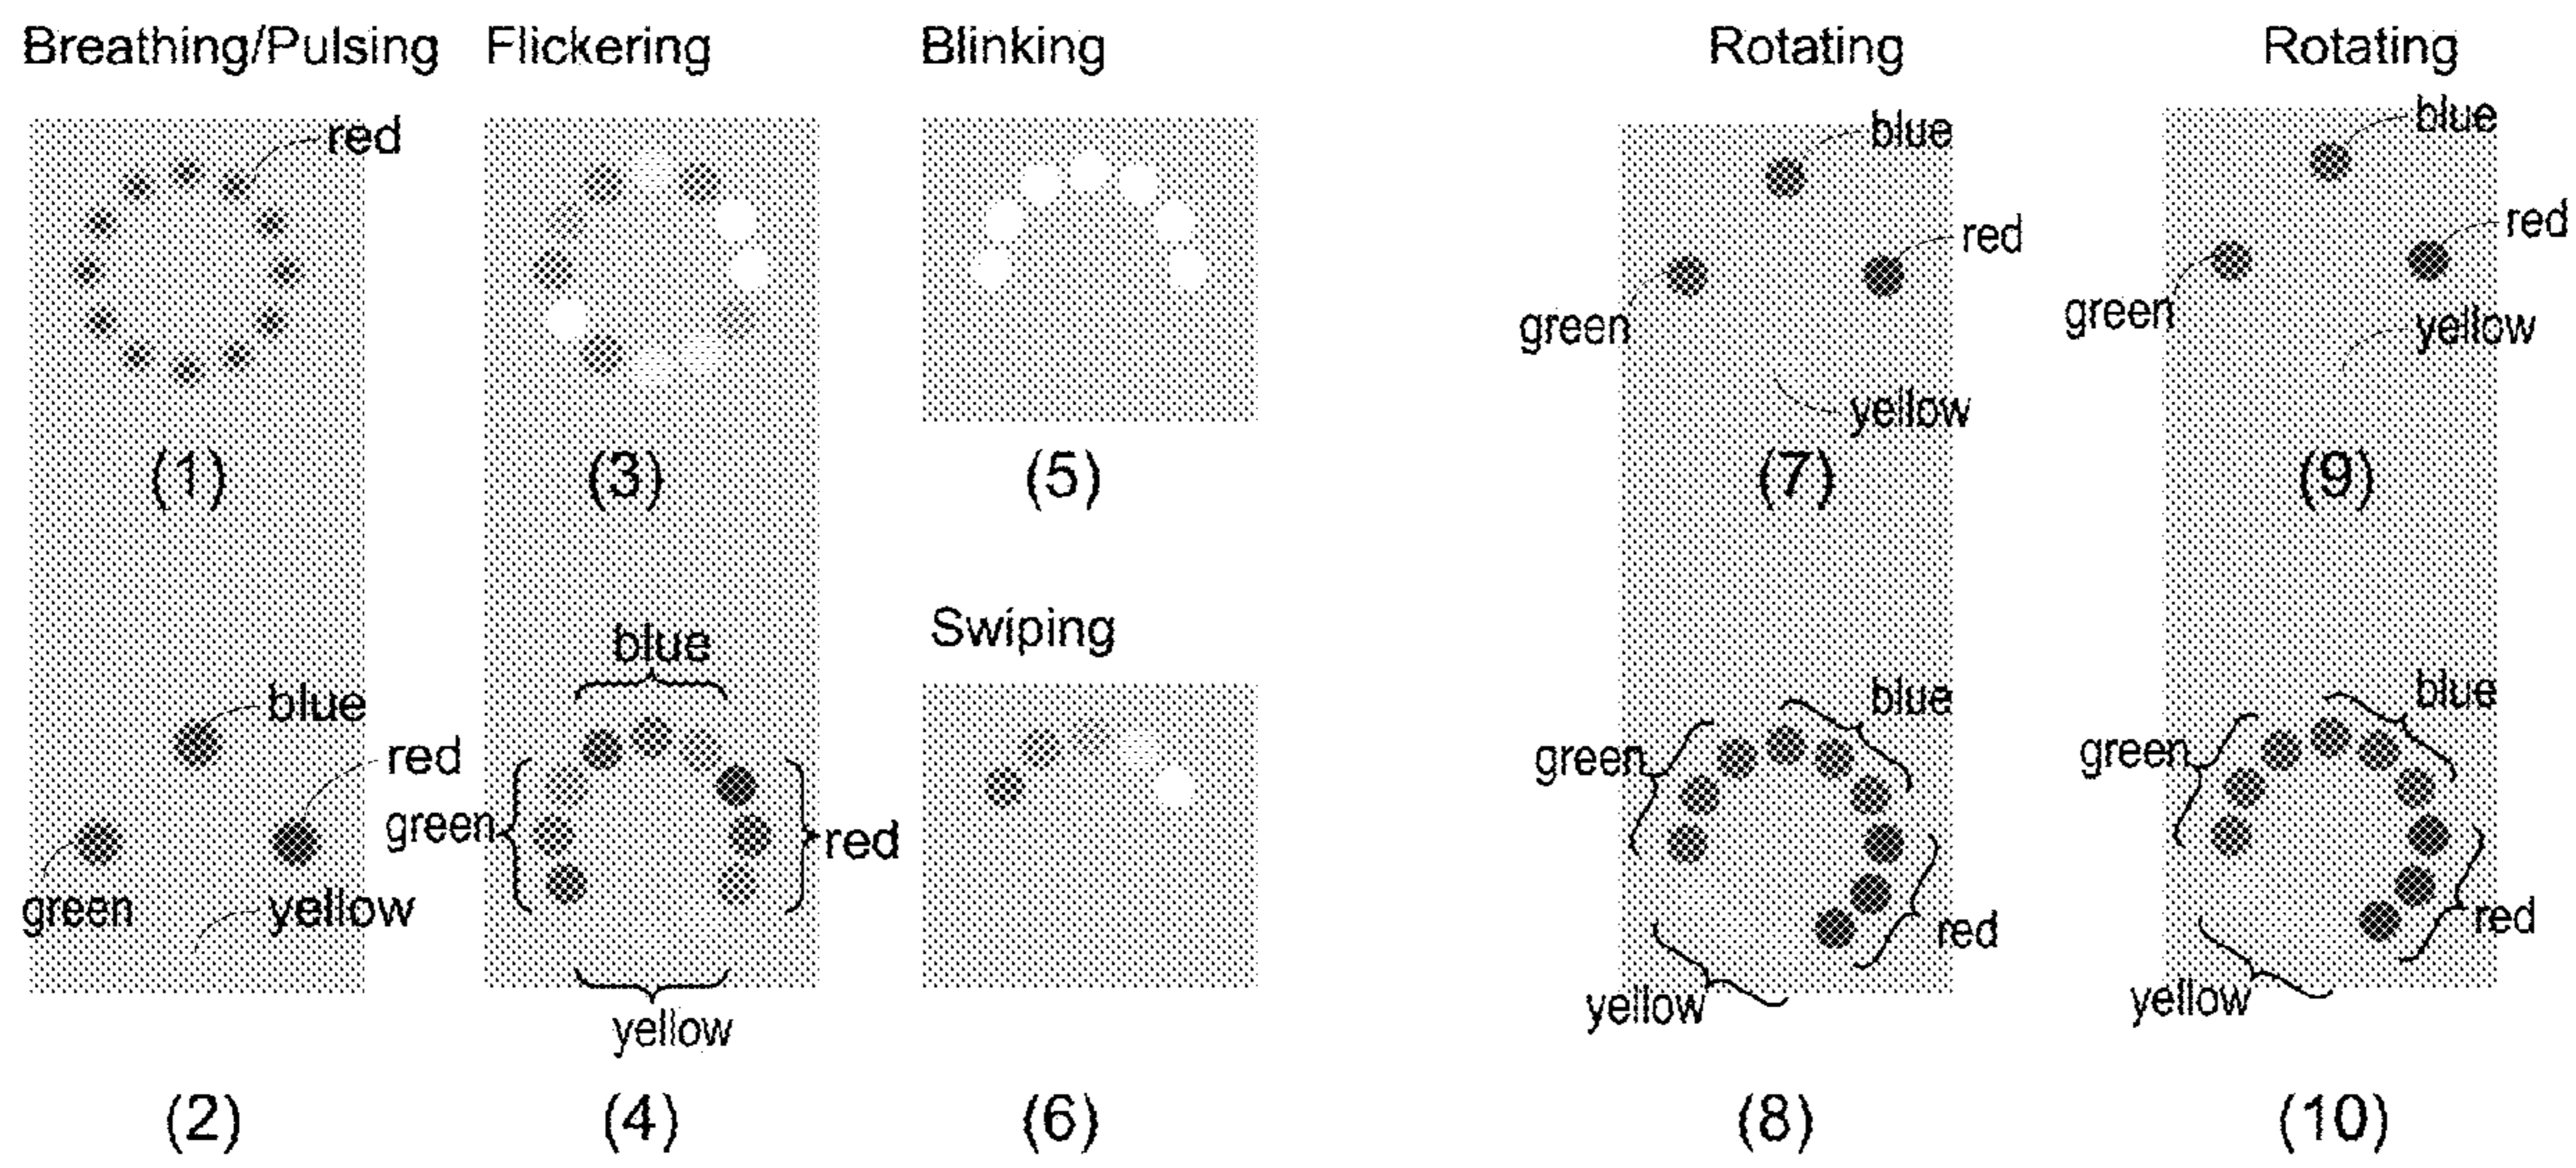 Breathing/Pulsing
Flickering
Blinking
Rotating
Rotating
red
blue
red
green
yellow
blue
red
green
yellow
(1)
(3)
(5)
(7)
(9)
Swiping
blue
red
green
yellow
blue
green
red
yellow
blue
green
red
yellow
blue
green
red
yellow
(2)
(4)
(6)
(8)
(10)